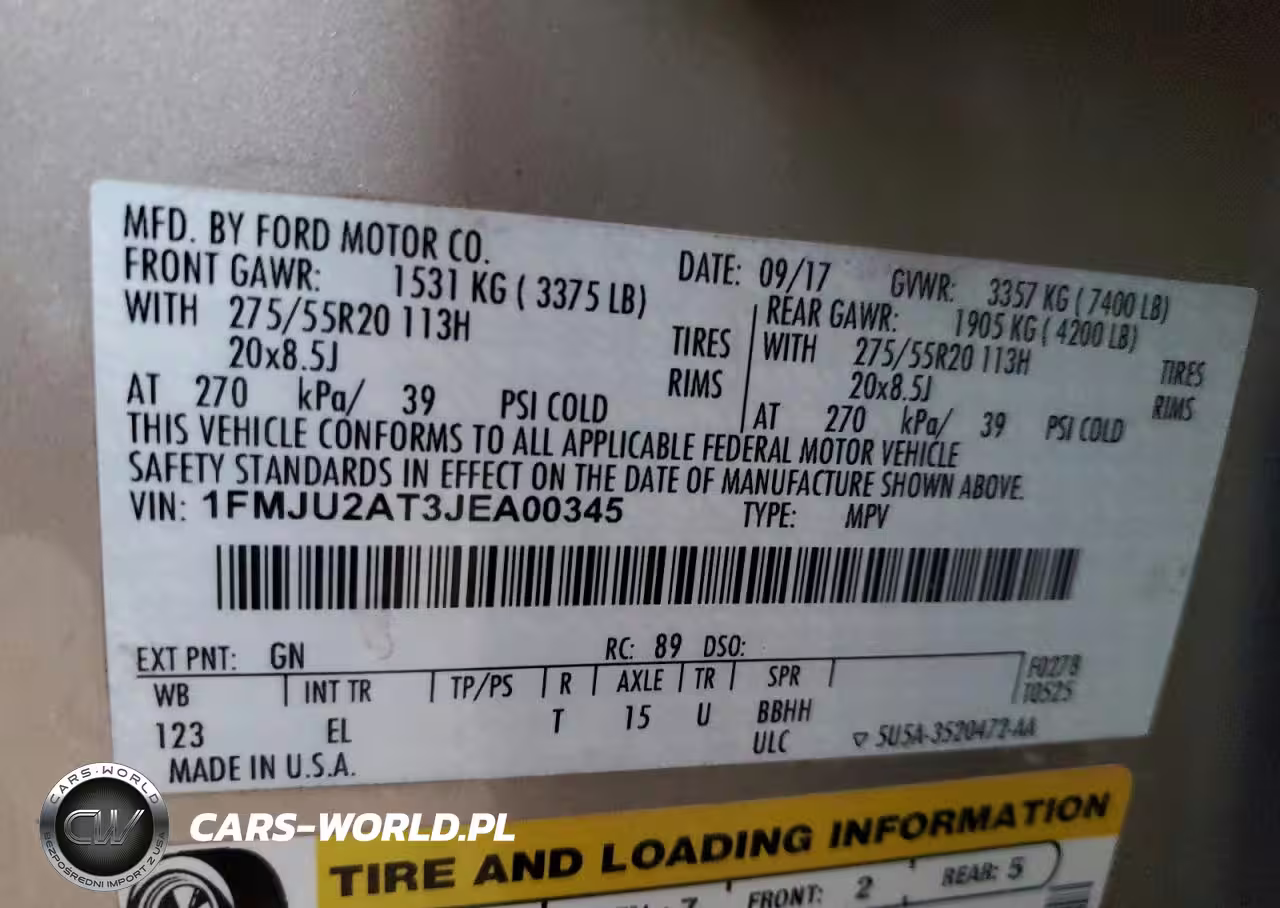 MFD. BY FORD MOTOR CO.
DATE: 09/17 GVWR: 3357 KG ( 7400 LB)
FRONT GAWR: 1531 KG ( 3375 LB)
WITH 275/55R20 113H TIRES
20x8.5J RIMS
AT 270 kPa/ 39 PSI COLD
REAR GAWR: 1905 KG ( 4200 LB)
WITH 275/55R20 113H TIRES
20x8.5J RIMS
AT 270 kPa/ 39 PSI COLD
THIS VEHICLE CONFORMS TO ALL APPLICABLE FEDERAL MOTOR VEHICLE
SAFETY STANDARDS IN EFFECT ON THE DATE OF MANUFACTURE SHOWN ABOVE.
VIN: 1FMJU2AT3JEA00345 TYPE: MPV
EXT PNT: GN RC: 89 DSO:
WB INT TR TP/PS R AXLE TR SPR
F0278
T0525
123 EL T 15 U BBHH
ULC
▽ 5U5A-3520472-AA
MADE IN U.S.A.
TIRE AND LOADING INFORMATION
FRONT: 2 REAR: 5
CARS-WORLD
CW
BEZPOŚREDNI IMPORT Z USA
CARS-WORLD.PL